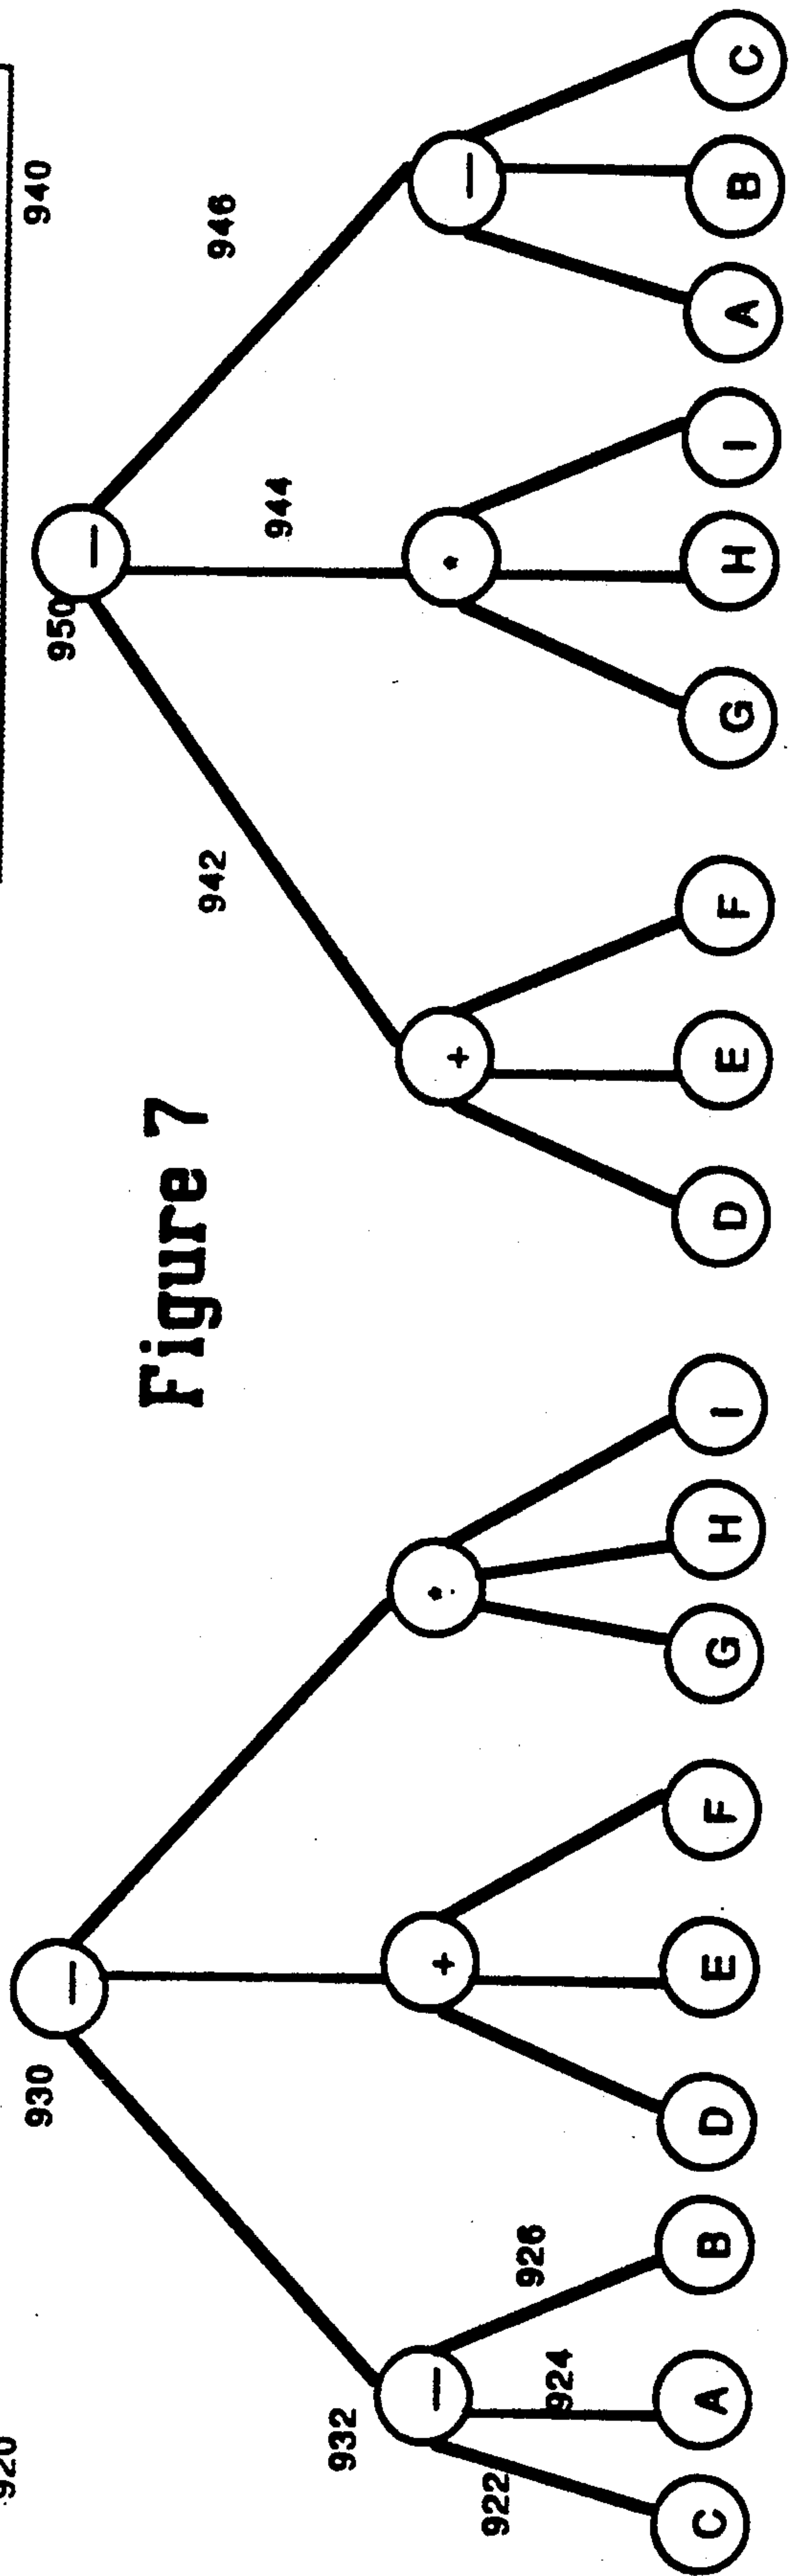 920
930 940
— 950 —
Figure 7
942 946
944
932
— + * + * —
922 924 926
C A B D E F G H I D E F G H I A B C